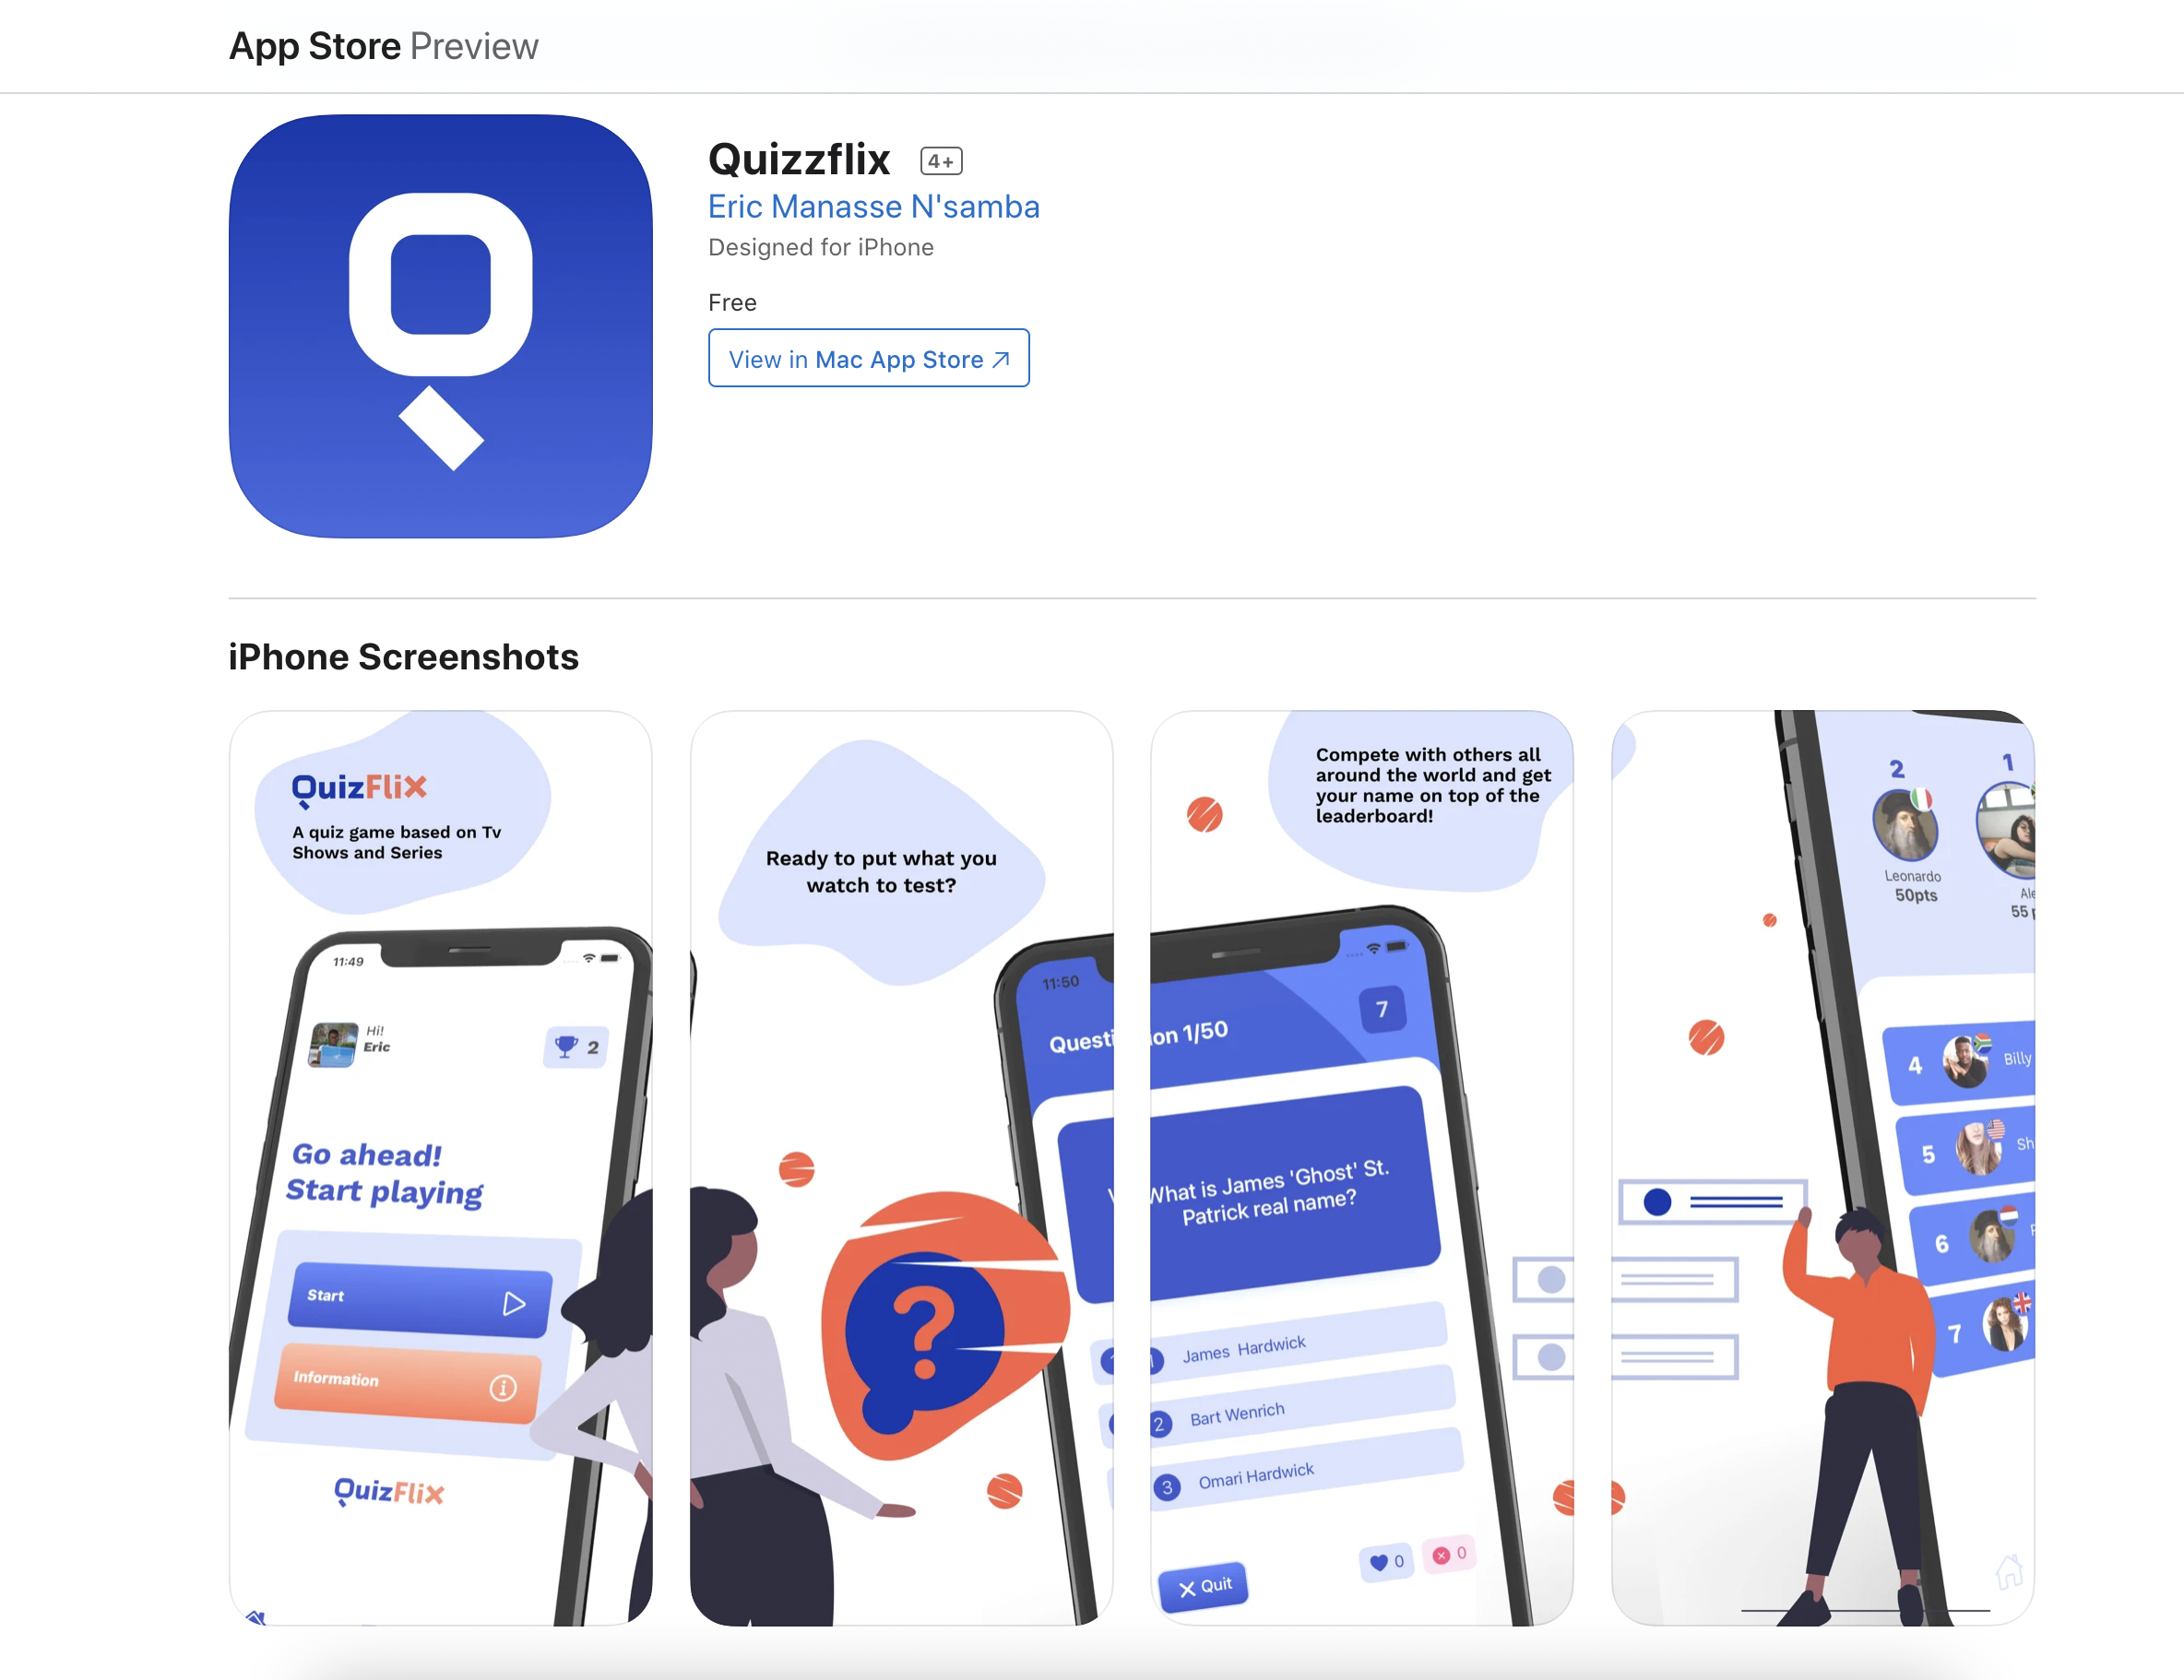 App Store Preview
Quizzflix 4+
Eric Manasse N'samba
Designed for iPhone
Free
View in Mac App Store
iPhone Screenshots
QuizFlix
A quiz game based on Tv
Shows and Series
11:49
Hi!
Eric
2
Go ahead!
Start playing
Start
Information
QuizFlix
Ready to put what you
watch to test?
?
11:50
Compete with others all
around the world and get
your name on top of the
leaderboard!
Question 1/50
7
What is James 'Ghost' St.
Patrick real name?
1 James Hardwick
2 Bart Wenrich
3 Omari Hardwick
Quit
0
0
2
1
Leonardo
50pts
55
4 Billy
5
6
7